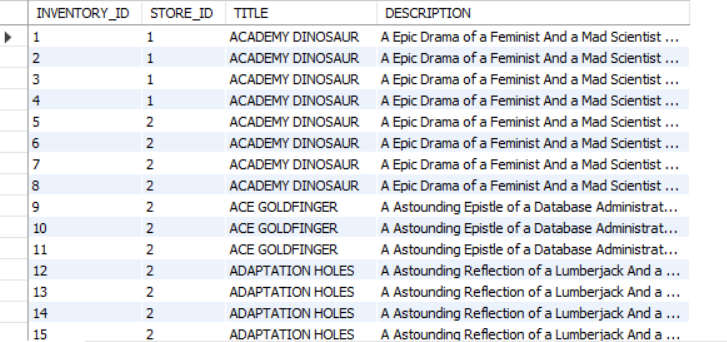 INVENTORY_ID STORE_ID TITLE DESCRIPTION
1 1 ACADEMY DINOSAUR A Epic Drama of a Feminist And a Mad Scientist ...
2 1 ACADEMY DINOSAUR A Epic Drama of a Feminist And a Mad Scientist ...
3 1 ACADEMY DINOSAUR A Epic Drama of a Feminist And a Mad Scientist ...
4 1 ACADEMY DINOSAUR A Epic Drama of a Feminist And a Mad Scientist ...
5 2 ACADEMY DINOSAUR A Epic Drama of a Feminist And a Mad Scientist ...
6 2 ACADEMY DINOSAUR A Epic Drama of a Feminist And a Mad Scientist ...
7 2 ACADEMY DINOSAUR A Epic Drama of a Feminist And a Mad Scientist ...
8 2 ACADEMY DINOSAUR A Epic Drama of a Feminist And a Mad Scientist ...
9 2 ACE GOLDFINGER A Astounding Epistle of a Database Administrat...
10 2 ACE GOLDFINGER A Astounding Epistle of a Database Administrat...
11 2 ACE GOLDFINGER A Astounding Epistle of a Database Administrat...
12 2 ADAPTATION HOLES A Astounding Reflection of a Lumberjack And a ...
13 2 ADAPTATION HOLES A Astounding Reflection of a Lumberjack And a ...
14 2 ADAPTATION HOLES A Astounding Reflection of a Lumberjack And a ...
15 2 ADAPTATION HOLES A Astounding Reflection of a Lumberjack And a ...